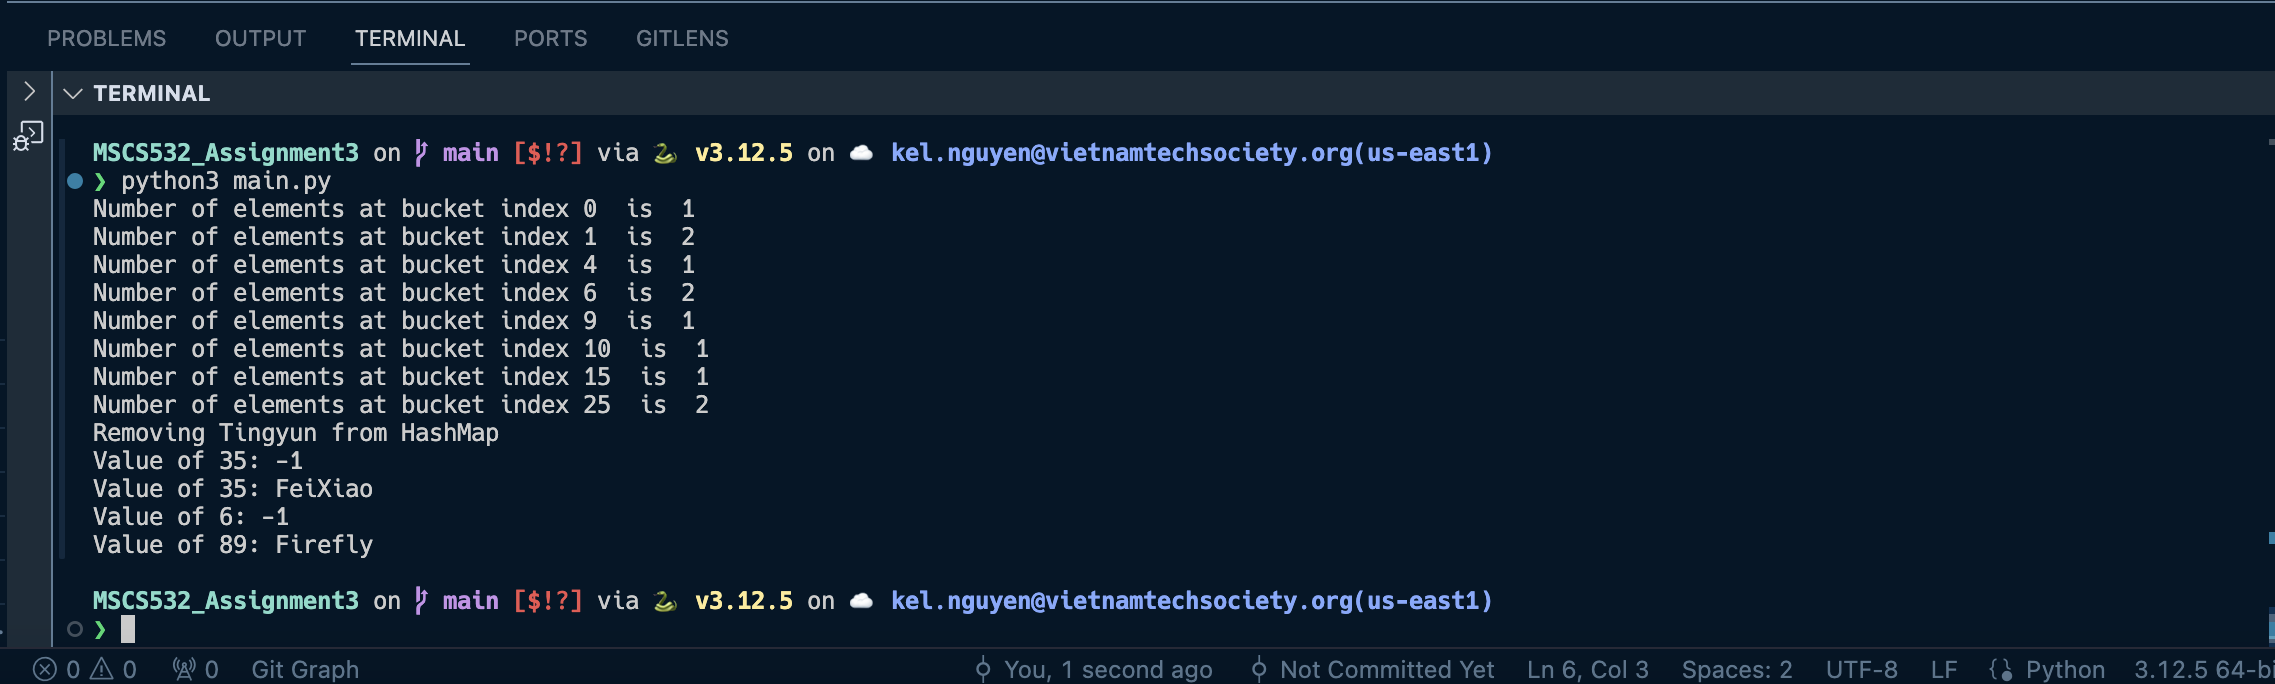 PROBLEMS OUTPUT TERMINAL PORTS GITLENS
TERMINAL
MSCS532_Assignment3 on main [$!?] via 🐍 v3.12.5 on ☁️ kel.nguyen@vietnamtechsociety.org(us-east1)
❯ python3 main.py
Number of elements at bucket index 0  is  1
Number of elements at bucket index 1  is  2
Number of elements at bucket index 4  is  1
Number of elements at bucket index 6  is  2
Number of elements at bucket index 9  is  1
Number of elements at bucket index 10  is  1
Number of elements at bucket index 15  is  1
Number of elements at bucket index 25  is  2
Removing Tingyun from HashMap
Value of 35: -1
Value of 35: FeiXiao
Value of 6: -1
Value of 89: Firefly
MSCS532_Assignment3 on main [$!?] via 🐍 v3.12.5 on ☁️ kel.nguyen@vietnamtechsociety.org(us-east1)
❯
0 0 0 Git Graph You, 1 second ago Not Committed Yet Ln 6, Col 3 Spaces: 2 UTF-8 LF Python 3.12.5 64-bi